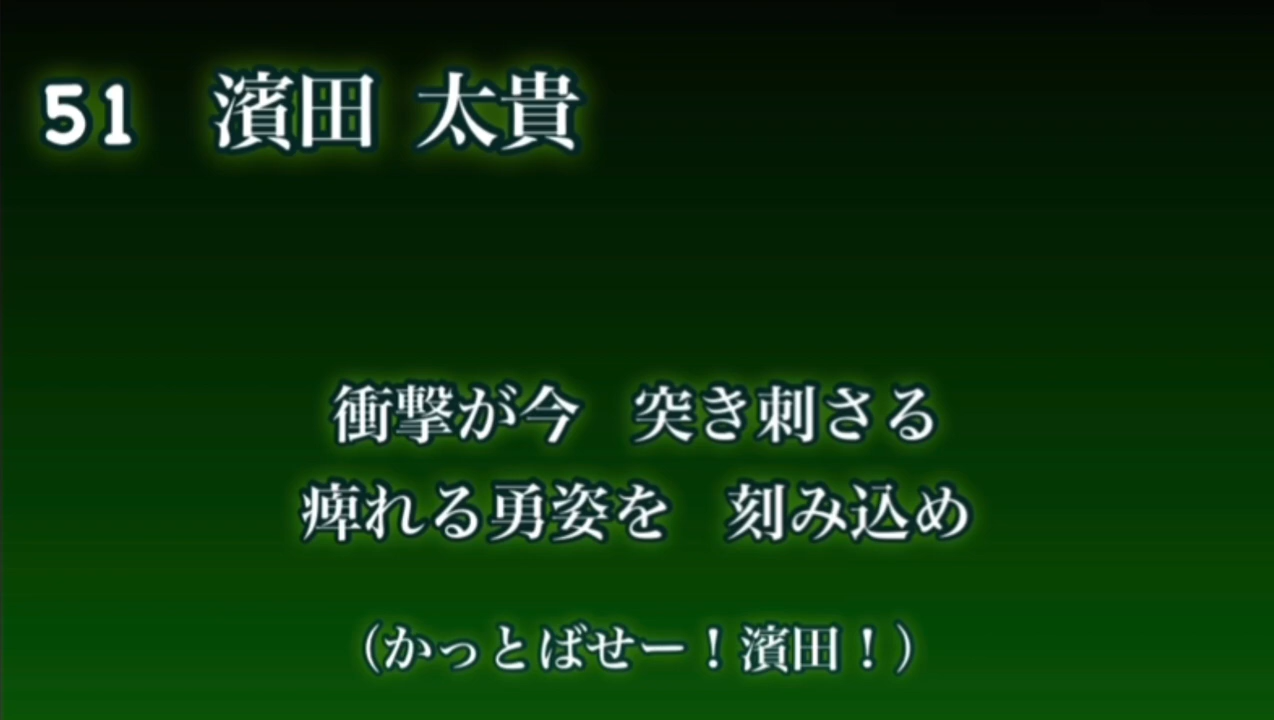 51 濱田 太貴
衝撃が今 突き刺さる
痺れる勇姿を 刻み込め
（かっとばせー！濱田！）